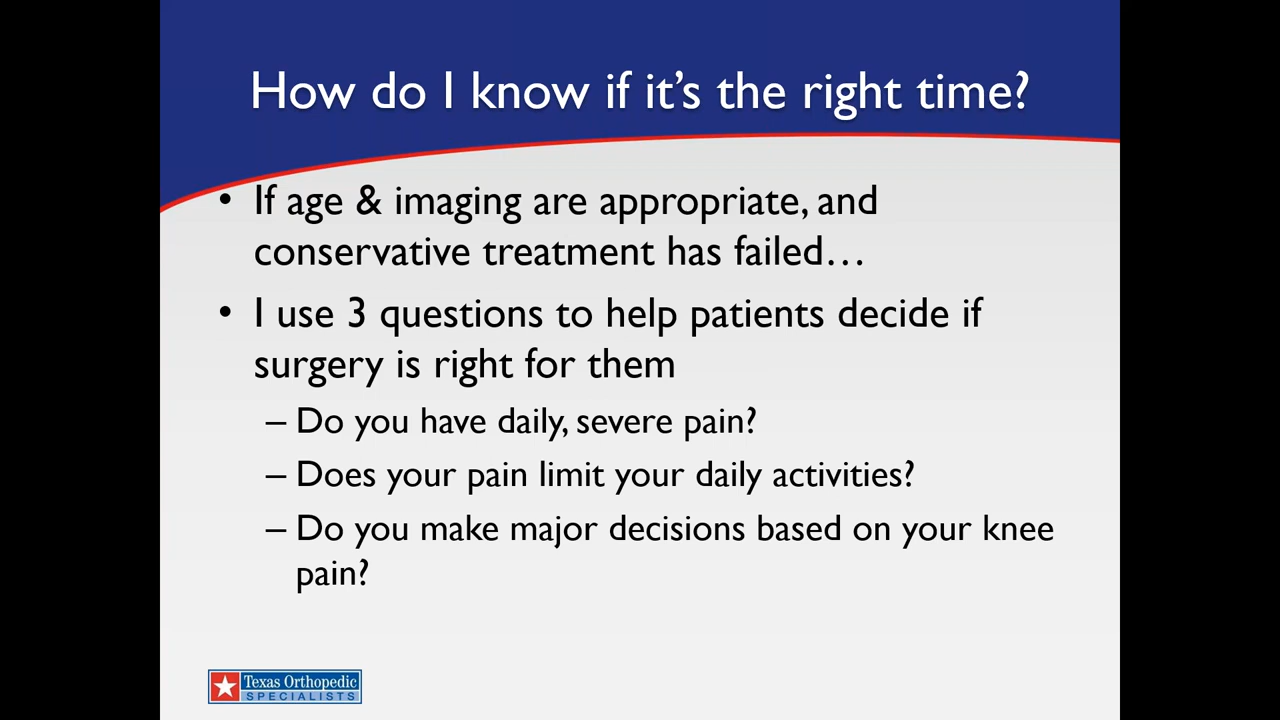 How do I know if it's the right time?
• If age & imaging are appropriate, and
conservative treatment has failed…
• I use 3 questions to help patients decide if
surgery is right for them
– Do you have daily, severe pain?
– Does your pain limit your daily activities?
– Do you make major decisions based on your knee
pain?
Texas Orthopedic
SPECIALISTS